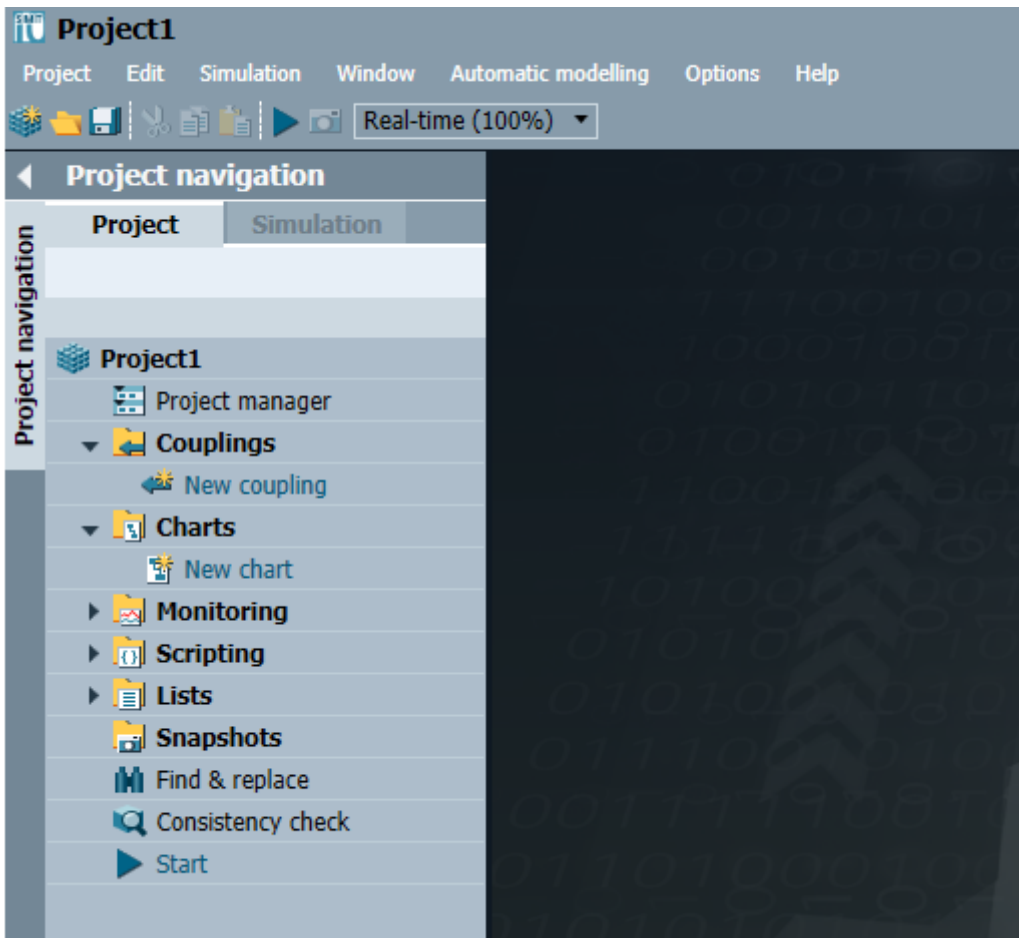 Project1
Project Edit Simulation Window Automatic modelling Options Help
Real-time (100%)
Project navigation
Project navigation
Project Simulation
Project1
Project manager
Couplings
New coupling
Charts
New chart
Monitoring
Scripting
Lists
Snapshots
Find & replace
Consistency check
Start